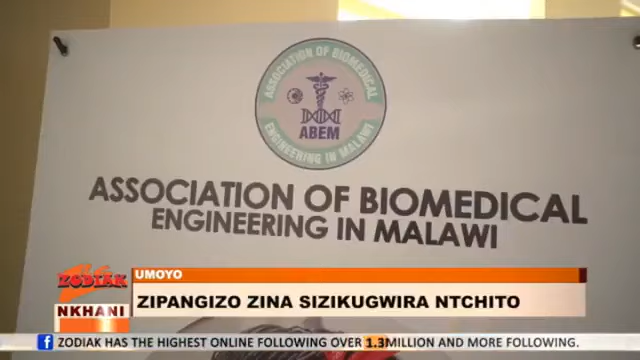 ASSOCIATION OF BIOMEDICAL
ABEM
ENGINEERING IN MALAWI
ASSOCIATION OF BIOMEDICAL
ENGINEERING IN MALAWI
UMOYO
ZODIAK
NKHANI
ZIPANGIZO ZINA SIZIKUGWIRA NTCHITO
f ZODIAK HAS THE HIGHEST ONLINE FOLLOWING OVER 1.3MILLION AND MORE FOLLOWING.